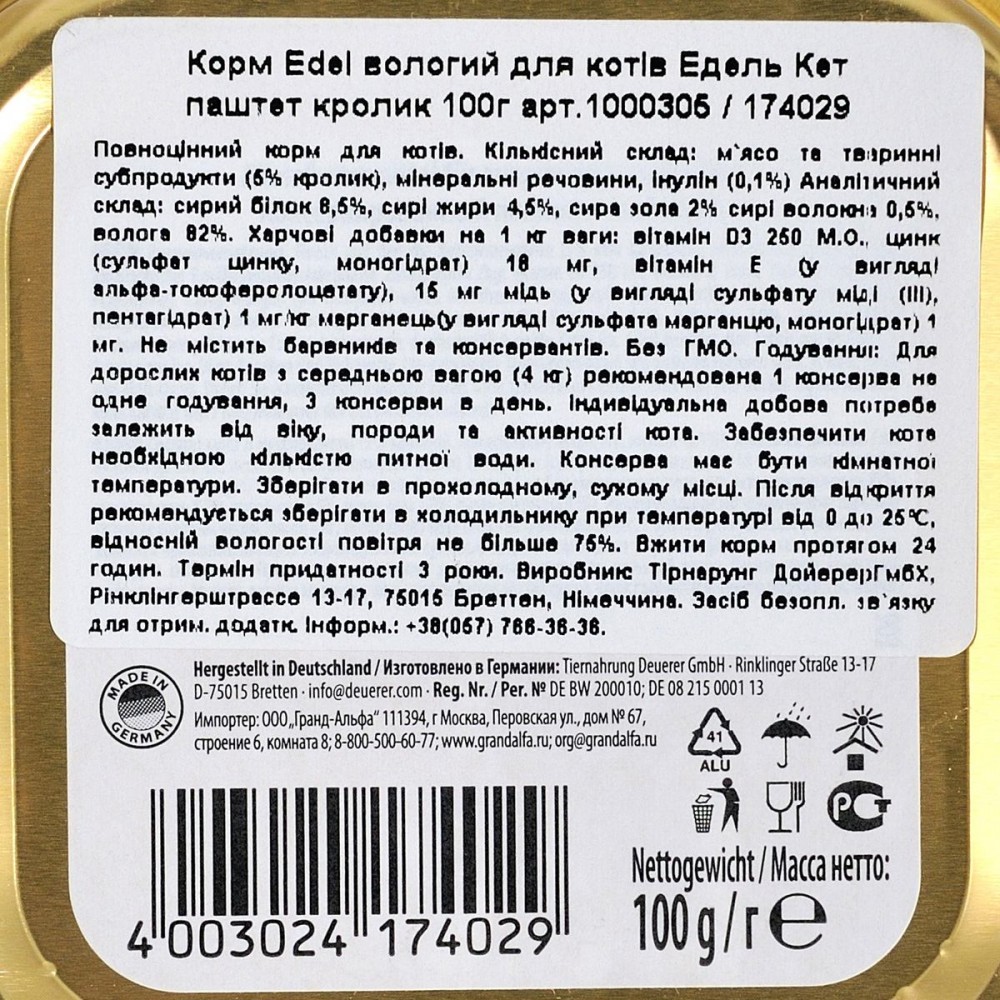 Корм Edel вологий для котів Едель Кет
паштет кролик 100г арт.1000305 / 174029
Повноцінний корм для котів. Кількісний склад: м`ясо та тваринні
субпродукти (5% кролик), мінеральні речовини, інулін (0,1%) Аналітичний
склад: сирий білок 8,5%, сирі жири 4,5%, сира зола 2% сирі волокна 0,5%,
волога 82%. Харчові добавки на 1 кг ваги: вітамін D3 250 М.О., цинк
(сульфат цинку, моногідрат) 18 мг, вітамін Е (у вигляді
альфа-токоферолоцетату), 15 мг мідь (у вигляді сульфату міді (III),
пентагідрат) 1 мг/кг марганець(у вигляді сульфата марганцю, моногідрат) 1
мг. Не містить барвників та консервантів. Без ГМО. Годування: Для
дорослих котів з середньою вагою (4 кг) рекомендована 1 консерва на
одне годування, 3 консерви в день. Індивідуальна добова потреба
залежить від віку, породи та активності кота. Забезпечити кота
необхідною кількістю питної води. Консерва має бути кімнатної
температури. Зберігати в прохолодному, сухому місці. Після відкриття
рекомендується зберігати в холодильнику при температурі від 0 до 25°С,
відносній вологості повітря не більше 75%. Вжити корм протягом 24
годин. Термін придатності 3 роки. Виробник: Тірнарунг ДойєрерГмбХ,
Рінклінгерштрассе 13-17, 75015 Бреттен, Німеччина. Засіб безопл. зв`язку
для отрим. додатк. інформ.: +38(057) 766-36-36.
MADE IN GERMANY
Hergestellt in Deutschland / Изготовлено в Германии: Tiernahrung Deuerer GmbH · Rinklinger Straße 13-17
D-75015 Bretten · info@deuerer.com · Reg. Nr. / Per. № DE BW 200010; DE 08 215 0001 13
Импортер: ООО„Гранд-Альфа“ 111394, г Москва, Перовская ул., дом № 67,
строение 6, комната 8; 8-800-500-60-77; www.grandalfa.ru; org@grandalfa.ru
41
ALU
РСТ
Nettogewicht / Масса нетто:
100 g / г ℮
4 003024 174029